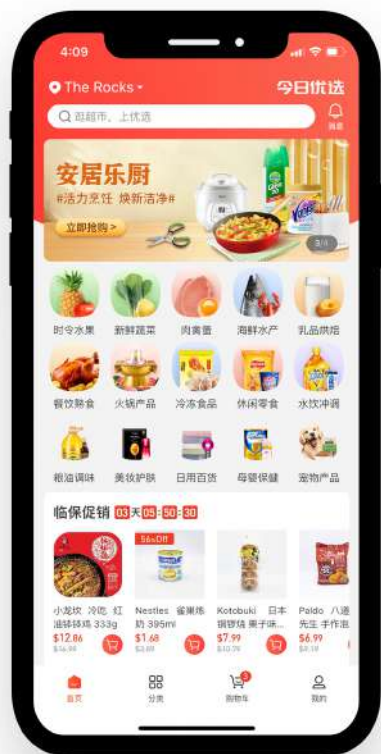 4:09
The Rocks
今日优选
逛超市，上优选
消息
安居乐厨
#活力烹饪 焕新洁净#
立即抢购 >
3/4
时令水果 新鲜蔬菜 肉禽蛋 海鲜水产 乳品烘焙
餐饮熟食 火锅产品 冷冻食品 休闲零食 水饮冲调
粮油调味 美妆护肤 日用百货 母婴保健 宠物产品
临保促销 03 天 05 : 50 : 30
56% Off
小龙坎 冷吃 红油钵钵鸡 333g
$12.86
Nestles 雀巢炼奶 395ml
$1.68
Kotobuki 日本铜锣烧 栗子味...
$7.99
Paldo 八道先生 手作泡
$6.99
首页
分类
3
购物车
我的